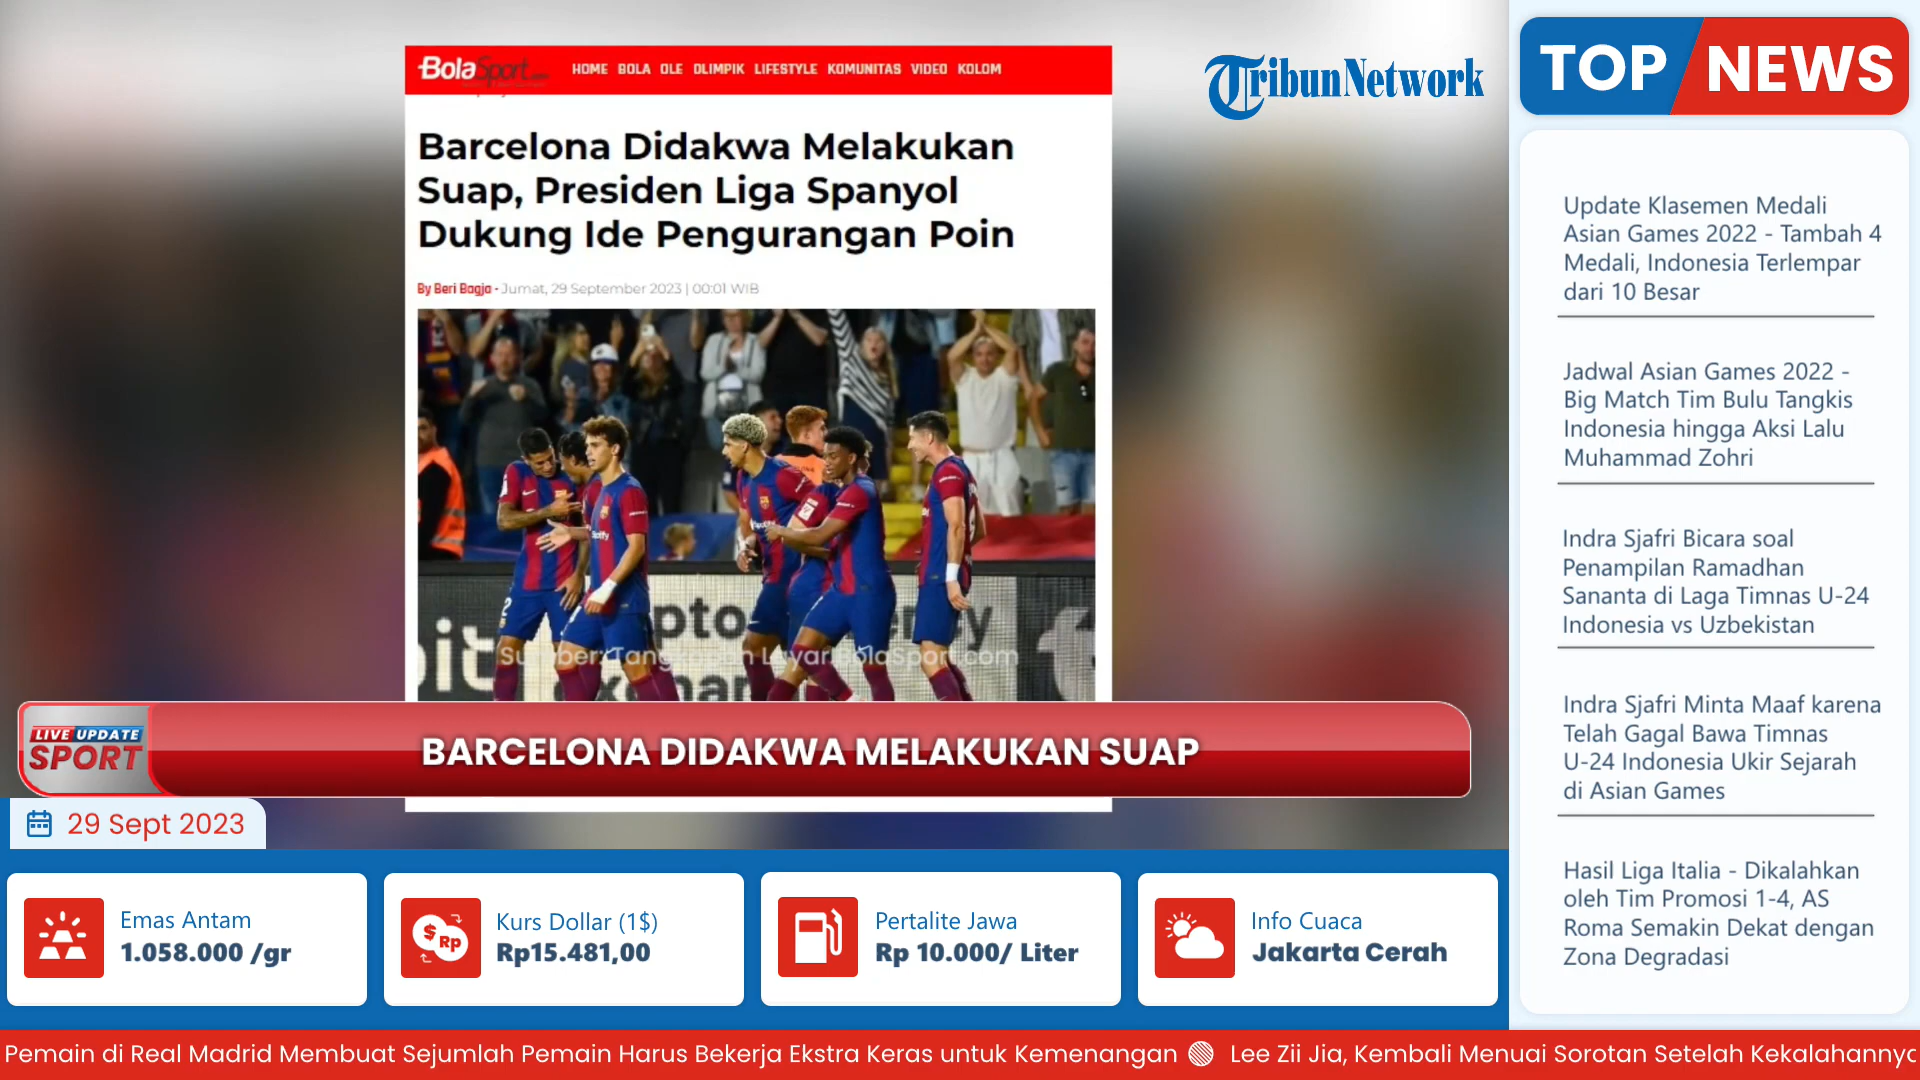 BolaSport.com
HOME BOLA OLE OLIMPIK LIFESTYLE KOMUNITAS VIDEO KOLOM
Barcelona Didakwa Melakukan
Suap, Presiden Liga Spanyol
Dukung Ide Pengurangan Poin
By Beri Bagja - Jumat, 29 September 2023 | 00:01 WIB
TribunNetwork
Spotify
2
bit
pto
ency
exchan
Sumber: Tangkapan Layar BolaSport.com
LIVE UPDATE
SPORT
BARCELONA DIDAKWA MELAKUKAN SUAP
29 Sept 2023
Emas Antam
1.058.000 /gr
Kurs Dollar (1$)
Rp15.481,00
$ Rp
Pertalite Jawa
Rp 10.000/ Liter
Info Cuaca
Jakarta Cerah
TOP NEWS
Update Klasemen Medali
Asian Games 2022 - Tambah 4
Medali, Indonesia Terlempar
dari 10 Besar
Jadwal Asian Games 2022 -
Big Match Tim Bulu Tangkis
Indonesia hingga Aksi Lalu
Muhammad Zohri
Indra Sjafri Bicara soal
Penampilan Ramadhan
Sananta di Laga Timnas U-24
Indonesia vs Uzbekistan
Indra Sjafri Minta Maaf karena
Telah Gagal Bawa Timnas
U-24 Indonesia Ukir Sejarah
di Asian Games
Hasil Liga Italia - Dikalahkan
oleh Tim Promosi 1-4, AS
Roma Semakin Dekat dengan
Zona Degradasi
Pemain di Real Madrid Membuat Sejumlah Pemain Harus Bekerja Ekstra Keras untuk Kemenangan Lee Zii Jia, Kembali Menuai Sorotan Setelah Kekalahannya